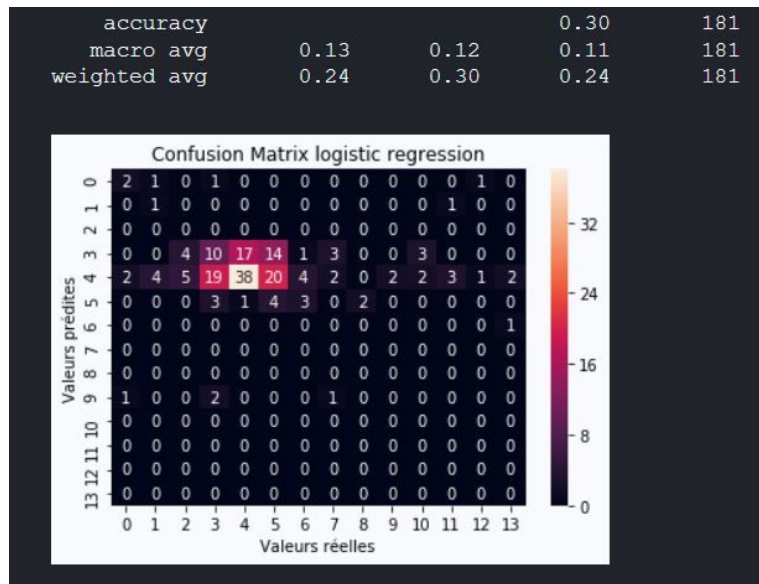 accuracy 0.30 181
macro avg 0.13 0.12 0.11 181
weighted avg 0.24 0.30 0.24 181
Confusion Matrix logistic regression
0 2 1 0 1 0 0 0 0 0 0 0 0 1 0
1 0 1 0 0 0 0 0 0 0 0 0 1 0 0
2 0 0 0 0 0 0 0 0 0 0 0 0 0 0
3 0 0 4 10 17 14 1 3 0 0 3 0 0 0
4 2 4 5 19 38 20 4 2 0 2 2 3 1 2
5 0 0 0 3 1 4 3 0 2 0 0 0 0 0
6 0 0 0 0 0 0 0 0 0 0 0 0 0 1
7 0 0 0 0 0 0 0 0 0 0 0 0 0 0
8 0 0 0 0 0 0 0 0 0 0 0 0 0 0
9 1 0 0 2 0 0 0 1 0 0 0 0 0 0
10 0 0 0 0 0 0 0 0 0 0 0 0 0 0
11 0 0 0 0 0 0 0 0 0 0 0 0 0 0
12 0 0 0 0 0 0 0 0 0 0 0 0 0 0
13 0 0 0 0 0 0 0 0 0 0 0 0 0 0
0 1 2 3 4 5 6 7 8 9 10 11 12 13
Valeurs réelles
Valeurs prédites
32
24
16
8
0